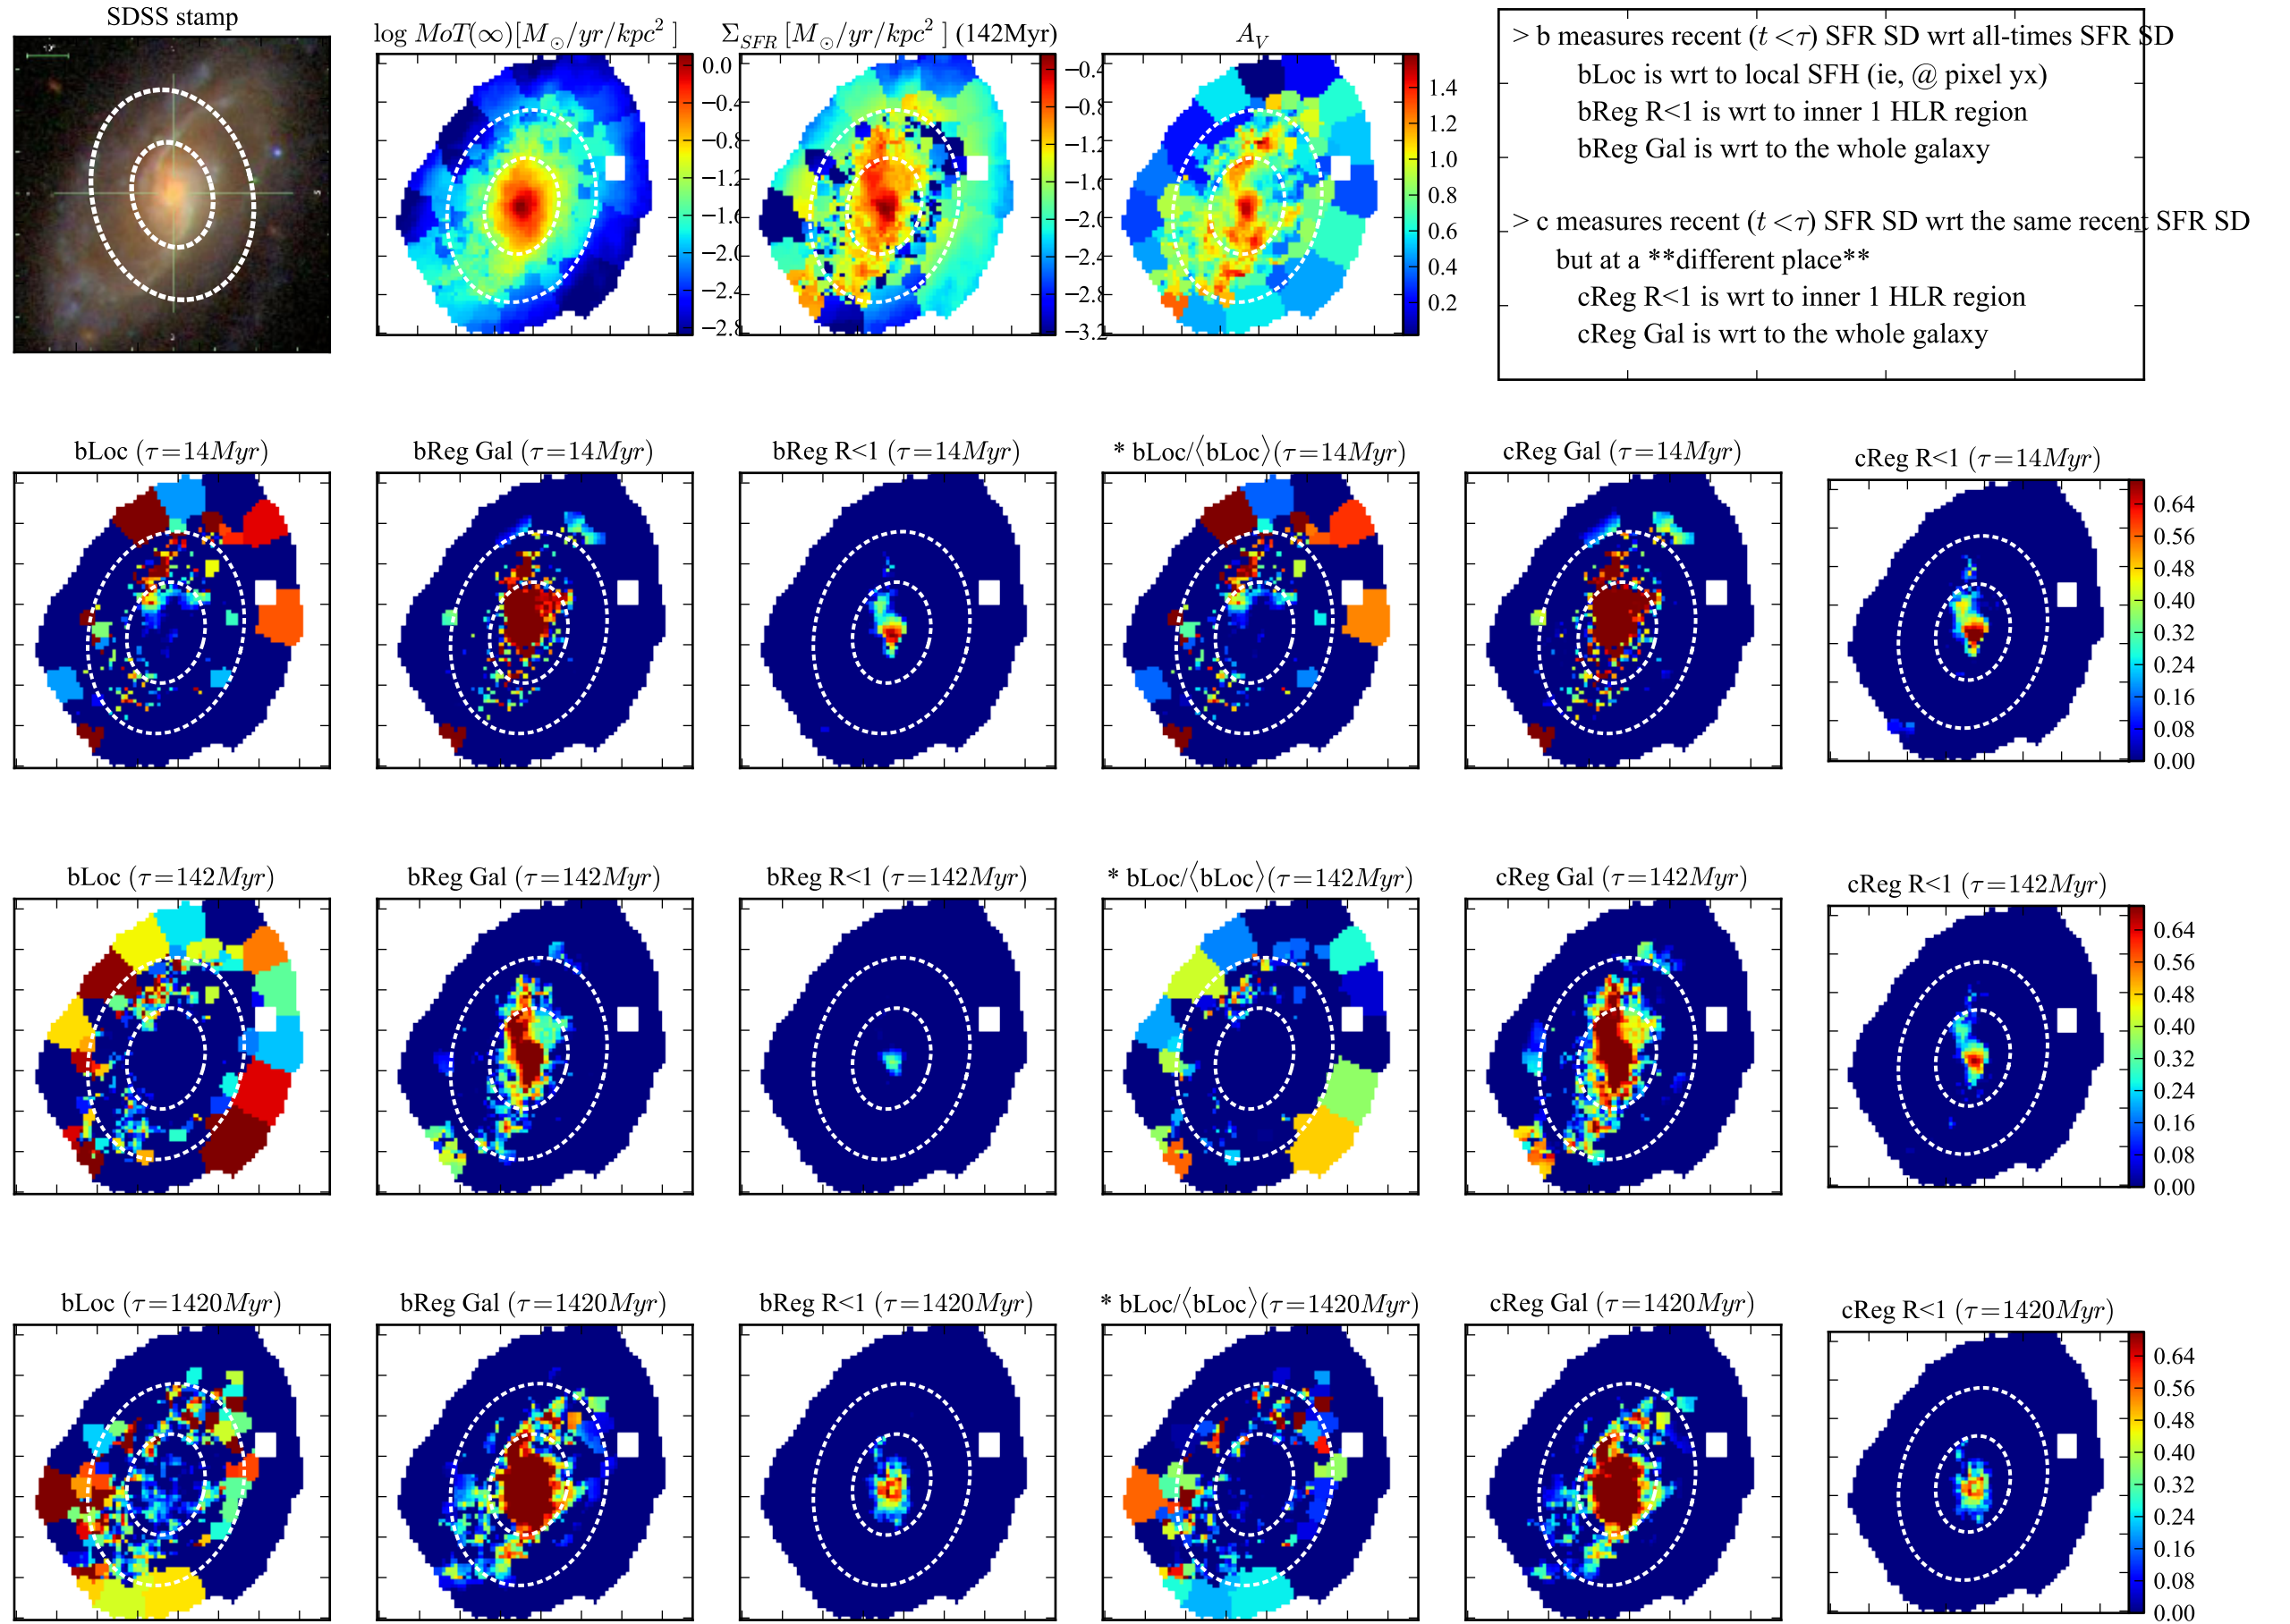 SDSS stamp
log MoT(∞)[M⊙/yr/kpc² ]
Σ_SFR [M⊙/yr/kpc² ] (142Myr)
A_V
0.0
−0.4
−0.8
−1.2
−1.6
−2.0
−2.4
−2.8
−0.4
−0.8
−1.2
−1.6
−2.0
−2.4
−2.8
−3.2
1.4
1.2
1.0
0.8
0.6
0.4
0.2
> b measures recent (t <τ) SFR SD wrt all-times SFR SD
bLoc is wrt to local SFH (ie, @ pixel yx)
bReg R<1 is wrt to inner 1 HLR region
bReg Gal is wrt to the whole galaxy
> c measures recent (t <τ) SFR SD wrt the same recent SFR SD
but at a **different place**
cReg R<1 is wrt to inner 1 HLR region
cReg Gal is wrt to the whole galaxy
bLoc (τ=14Myr)
bReg Gal (τ=14Myr)
bReg R<1 (τ=14Myr)
* bLoc/⟨bLoc⟩(τ=14Myr)
cReg Gal (τ=14Myr)
cReg R<1 (τ=14Myr)
0.64
0.56
0.48
0.40
0.32
0.24
0.16
0.08
0.00
bLoc (τ=142Myr)
bReg Gal (τ=142Myr)
bReg R<1 (τ=142Myr)
* bLoc/⟨bLoc⟩(τ=142Myr)
cReg Gal (τ=142Myr)
cReg R<1 (τ=142Myr)
0.64
0.56
0.48
0.40
0.32
0.24
0.16
0.08
0.00
bLoc (τ=1420Myr)
bReg Gal (τ=1420Myr)
bReg R<1 (τ=1420Myr)
* bLoc/⟨bLoc⟩(τ=1420Myr)
cReg Gal (τ=1420Myr)
cReg R<1 (τ=1420Myr)
0.64
0.56
0.48
0.40
0.32
0.24
0.16
0.08
0.00